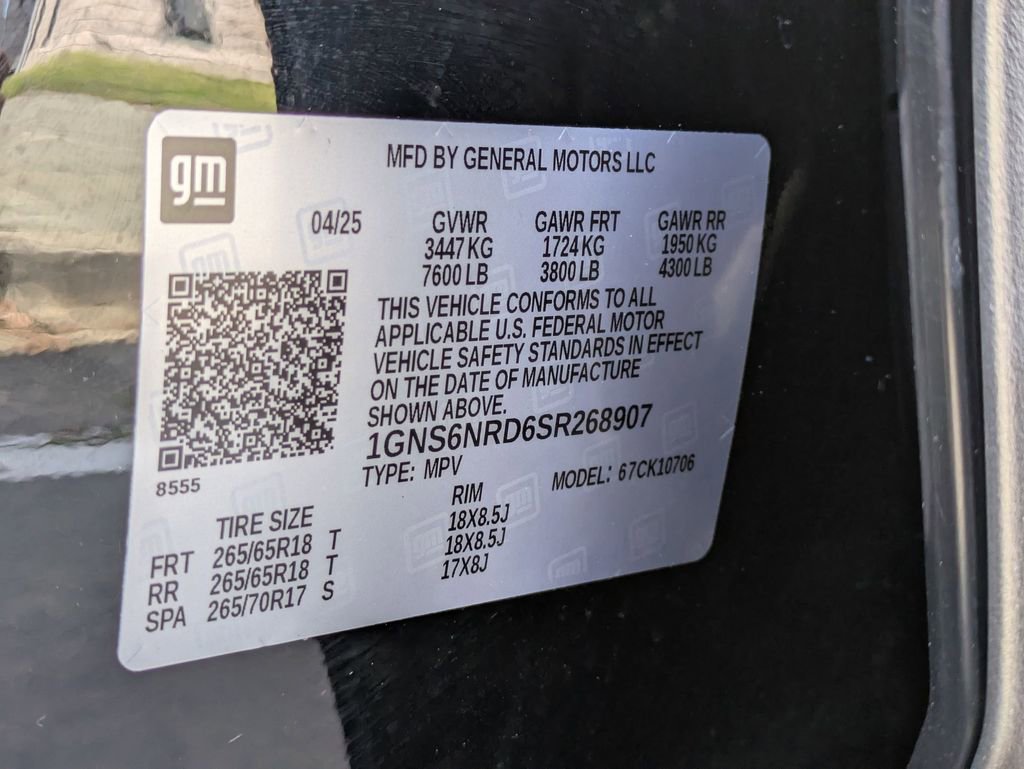 gm
MFD BY GENERAL MOTORS LLC
04/25 GVWR GAWR FRT GAWR RR
3447 KG 1724 KG 1950 KG
7600 LB 3800 LB 4300 LB
THIS VEHICLE CONFORMS TO ALL
APPLICABLE U.S. FEDERAL MOTOR
VEHICLE SAFETY STANDARDS IN EFFECT
ON THE DATE OF MANUFACTURE
SHOWN ABOVE.
1GNS6NRD6SR268907
TYPE: MPV MODEL: 67CK10706
8555
TIRE SIZE RIM
FRT 265/65R18 T 18X8.5J
RR 265/65R18 T 18X8.5J
SPA 265/70R17 S 17X8J